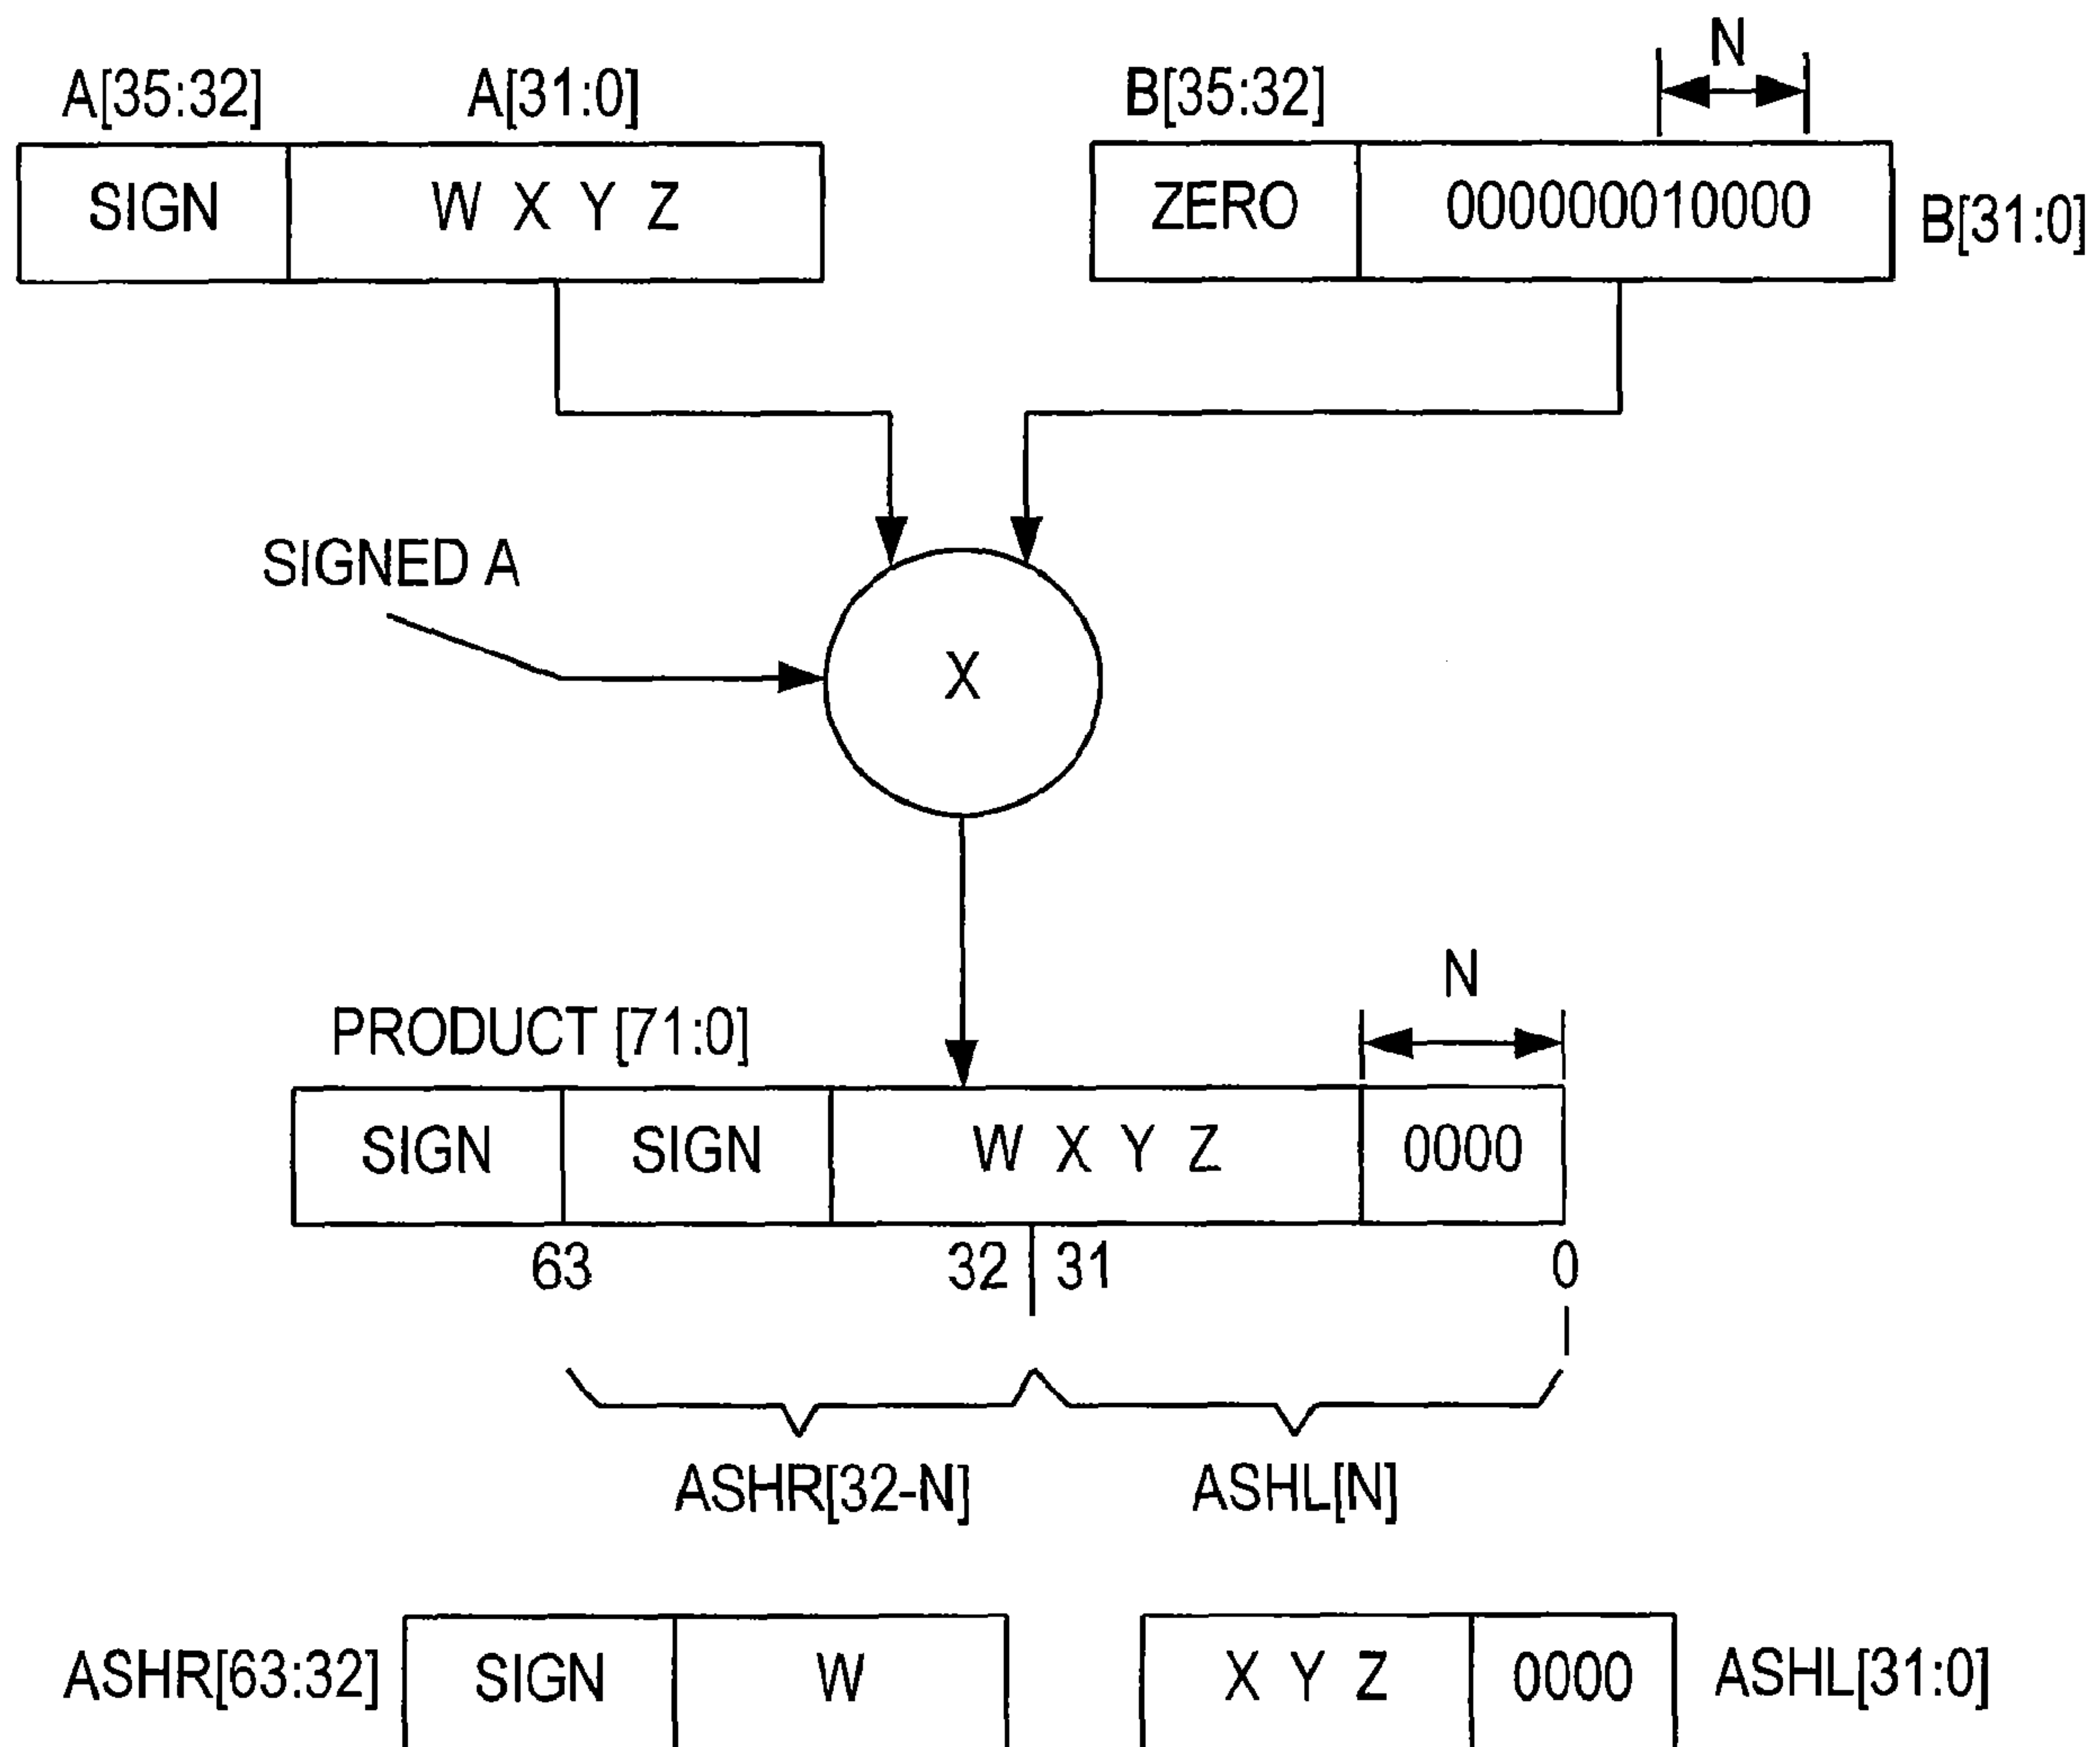 N
A[35:32] A[31:0] B[35:32]
SIGN W X Y Z ZERO 000000010000 B[31:0]
SIGNED A
X
N
PRODUCT [71:0]
SIGN SIGN W X Y Z 0000
63 32 31 0
ASHR[32-N] ASHL[N]
ASHR[63:32] SIGN W X Y Z 0000 ASHL[31:0]